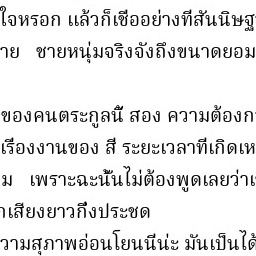 ใจหรอก แล้วก็เชื่ออย่างที่สันนิษฐ
าย ชายหนุ่มจริงจังถึงขนาดยอม
ของคนตระกูลนี้ สอง ความต้องก
เรื่องงานของ สี่ ระยะเวลาที่เกิดเห
ม เพราะฉะนั้นไม่ต้องพูดเลยว่าเ
กเสียงยาวกึ่งประชด
วามสุภาพอ่อนโยนนี่น่ะ มันเป็นได้